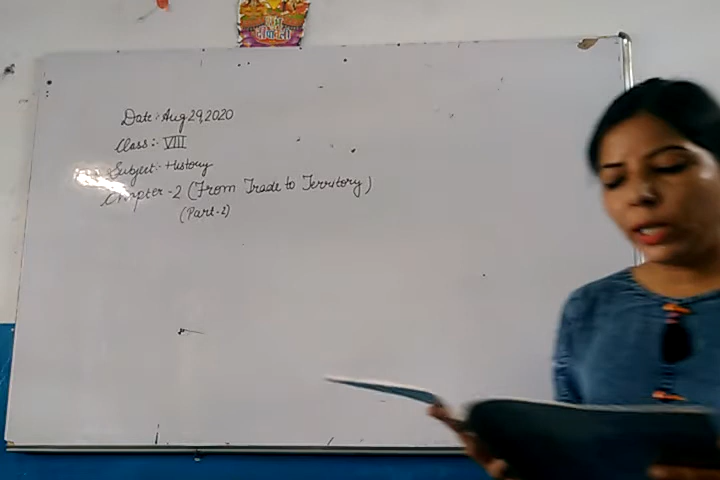 Date:- Aug 29, 2020
Class:- VIII
Subject:- History
Chapter-2 (From Trade to Territory)
(Part-2)